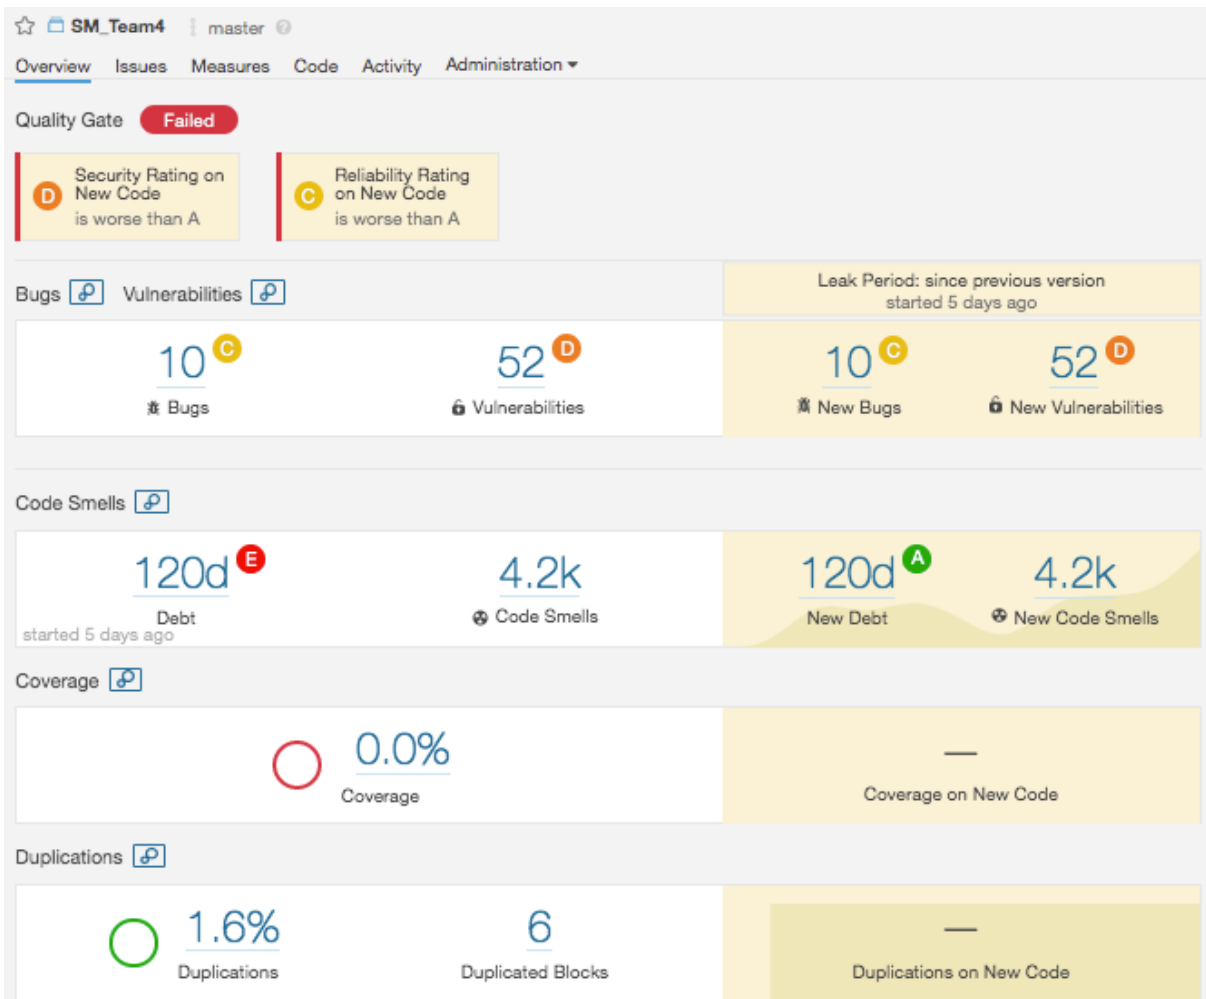 SM_Team4 master
Overview Issues Measures Code Activity Administration
Quality Gate Failed
D
Security Rating on
New Code
is worse than A
C
Reliability Rating
on New Code
is worse than A
Bugs Vulnerabilities
Leak Period: since previous version
started 5 days ago
10 C
Bugs
52 D
Vulnerabilities
10 C
New Bugs
52 D
New Vulnerabilities
Code Smells
120d E
Debt
started 5 days ago
4.2k
Code Smells
120d A
New Debt
4.2k
New Code Smells
Coverage
0.0%
Coverage
—
Coverage on New Code
Duplications
1.6%
Duplications
6
Duplicated Blocks
—
Duplications on New Code